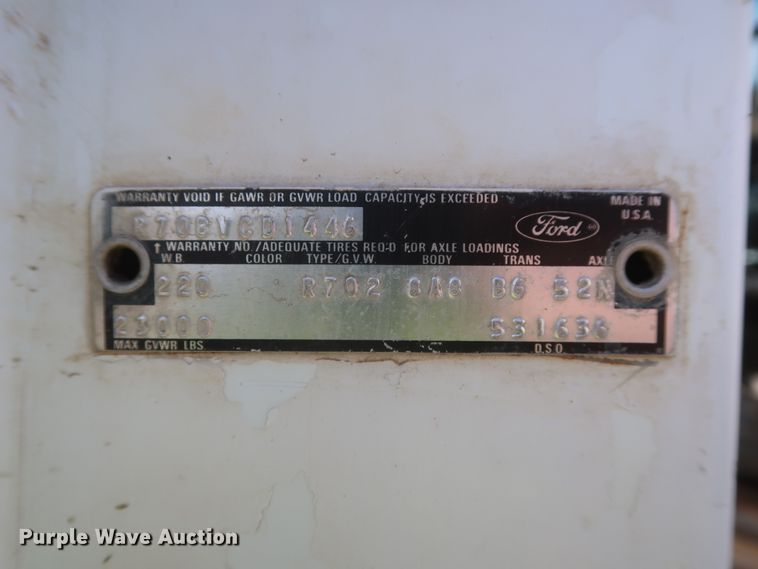 WARRANTY VOID IF GAWR OR GVWR LOAD CAPACITY IS EXCEEDED MADE IN U.S.A.
R70BVCD1446 Ford
↑ WARRANTY NO./ADEQUATE TIRES REQ.D FOR AXLE LOADINGS
W.B. COLOR TYPE/G.V.W. BODY TRANS AXLE
220 R702 52N
23000 531636
MAX GVWR LBS D.S.O.
Purple Wave Auction